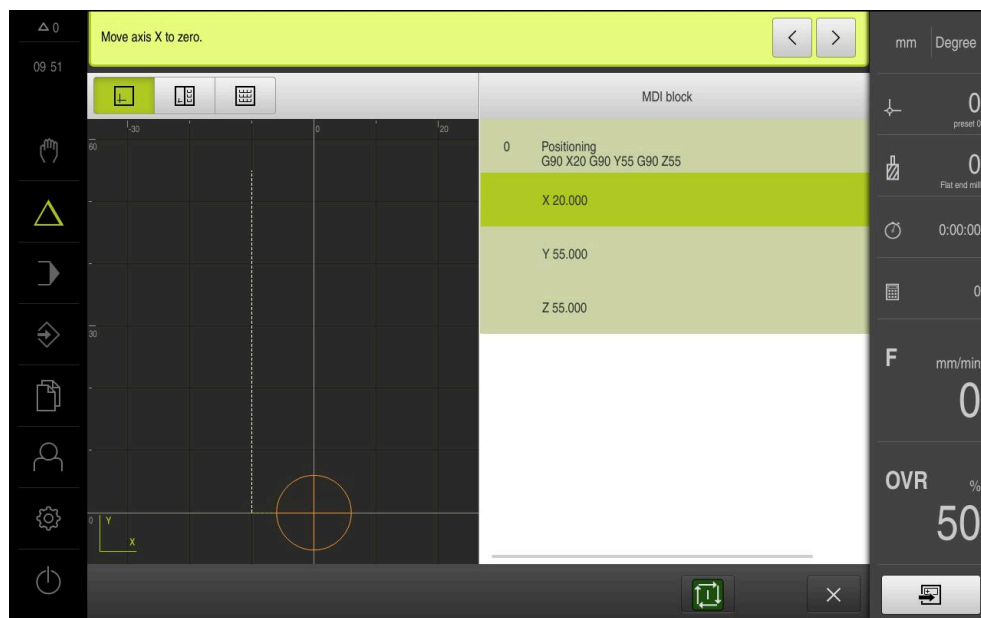 0
Move axis X to zero.
mm
Degree
09 51
MDI block
-30
0
20
60
0
preset 0
0 Positioning
G90 X20 G90 Y55 G90 Z55
0
Flat end mill
X 20.000
0:00:00
Y 55.000
0
Z 55.000
30
F mm/min
0
OVR %
50
0
Y
X